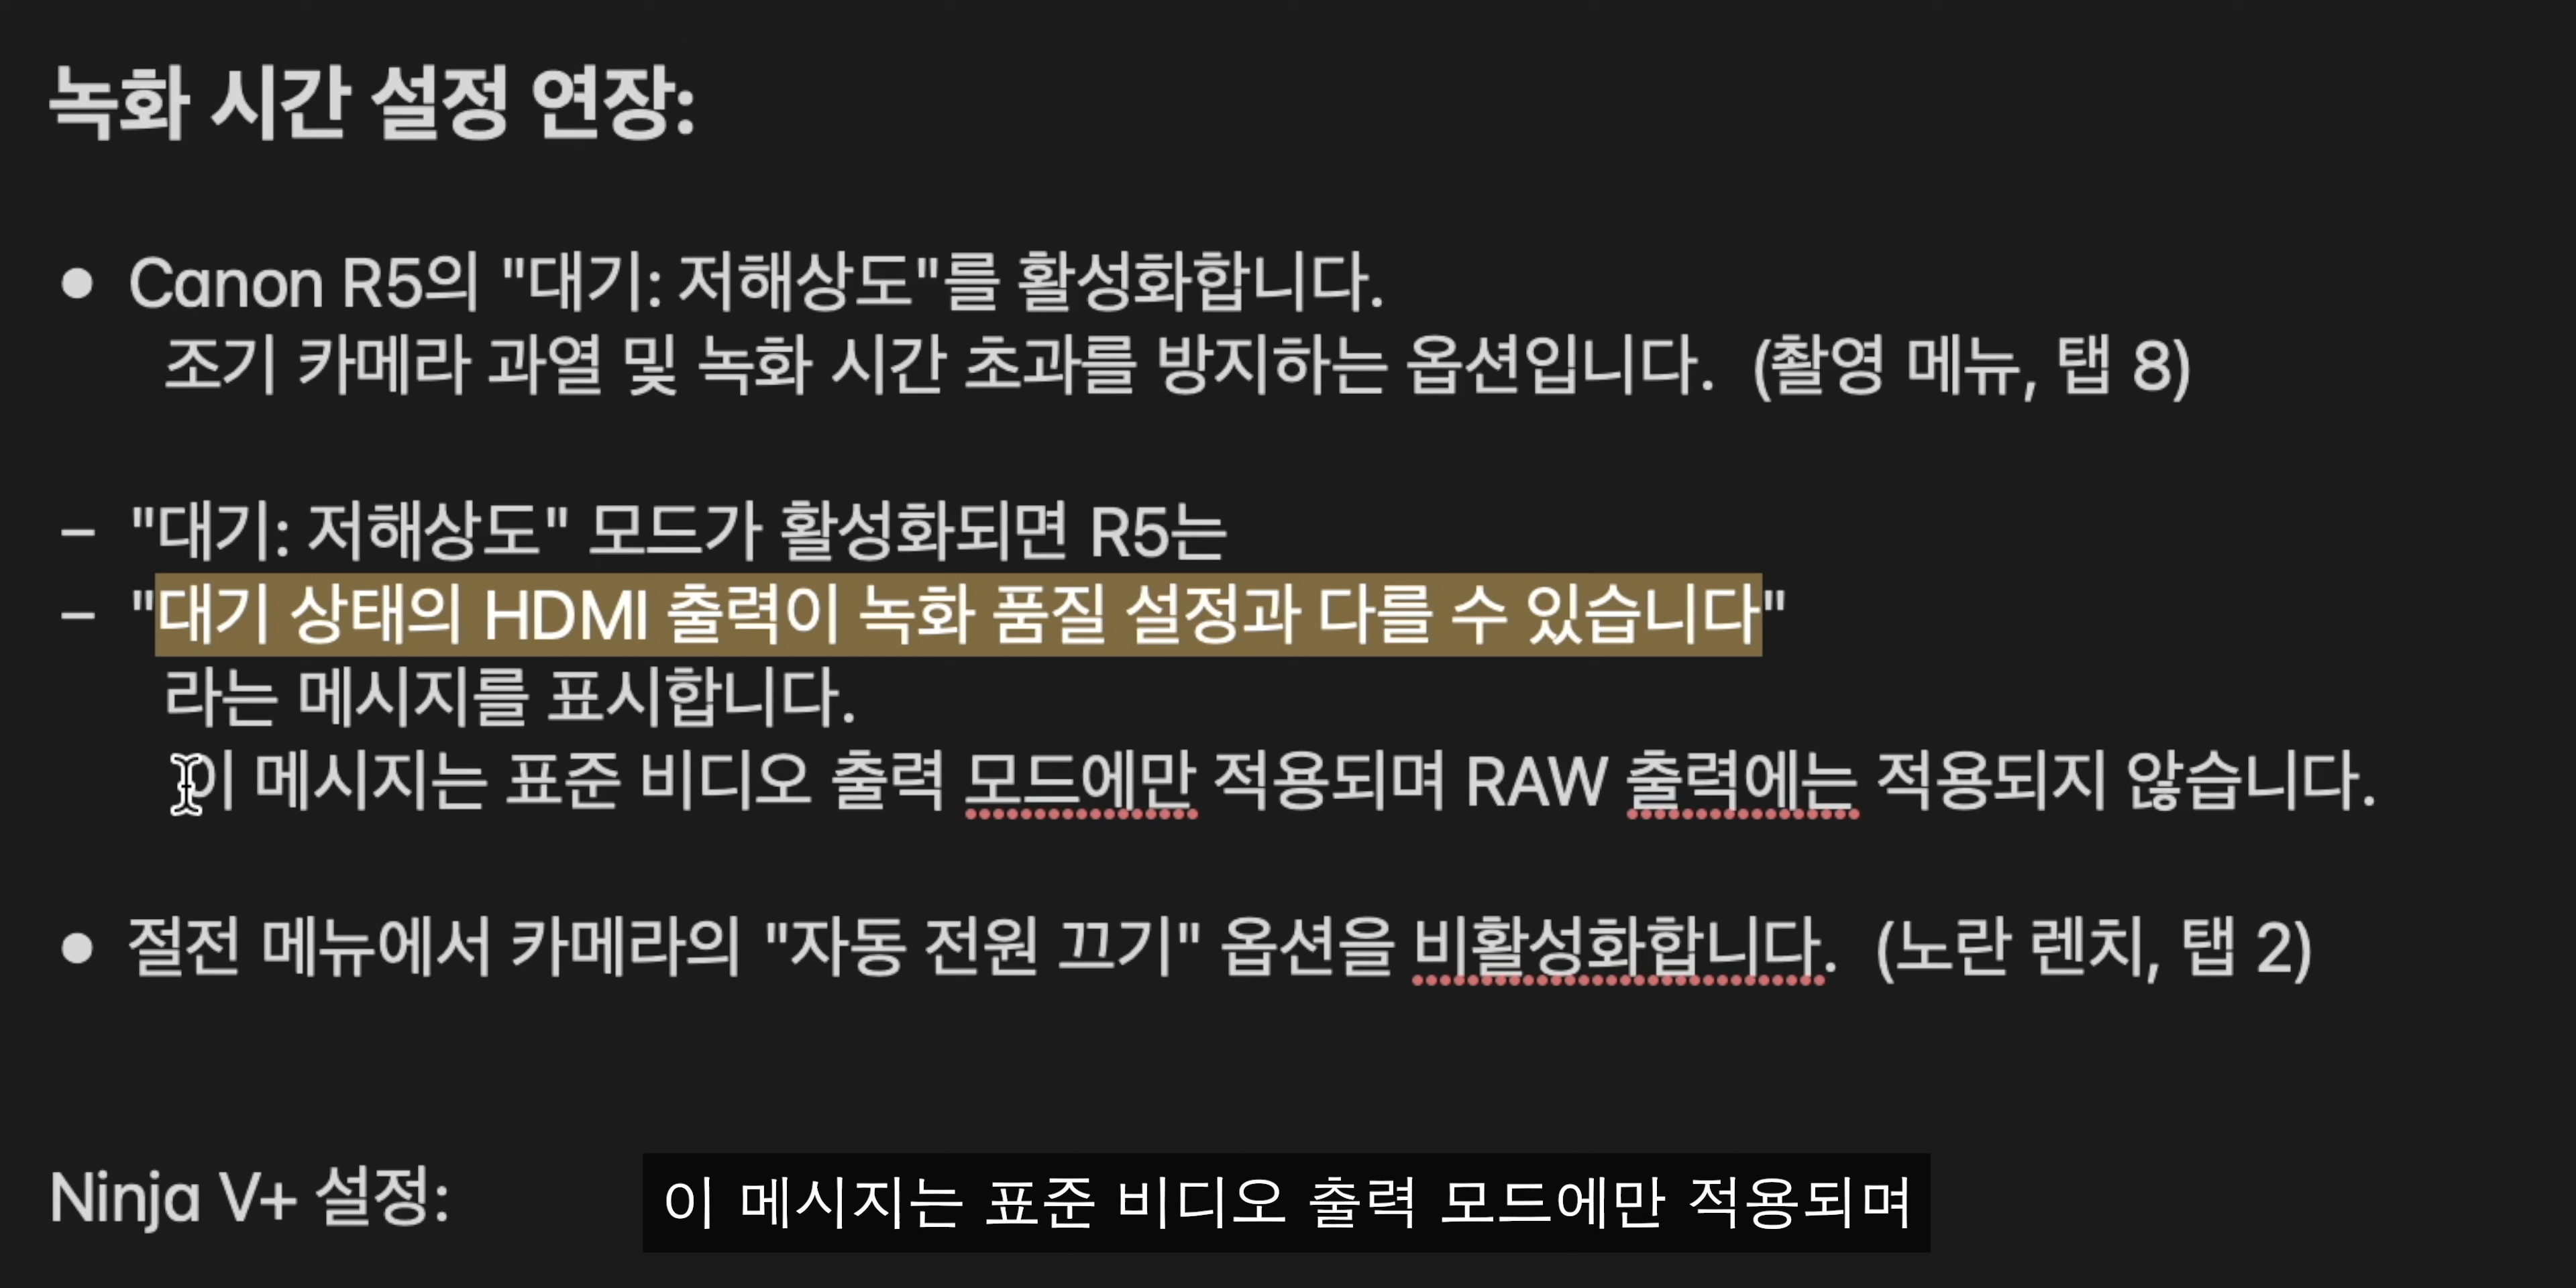 녹화 시간 설정 연장:
● Canon R5의 "대기: 저해상도"를 활성화합니다.
조기 카메라 과열 및 녹화 시간 초과를 방지하는 옵션입니다. (촬영 메뉴, 탭 8)
– "대기: 저해상도" 모드가 활성화되면 R5는
– "대기 상태의 HDMI 출력이 녹화 품질 설정과 다를 수 있습니다"
라는 메시지를 표시합니다.
이 메시지는 표준 비디오 출력 모드에만 적용되며 RAW 출력에는 적용되지 않습니다.
● 절전 메뉴에서 카메라의 "자동 전원 끄기" 옵션을 비활성화합니다. (노란 렌치, 탭 2)
Ninja V+ 설정:
이 메시지는 표준 비디오 출력 모드에만 적용되며